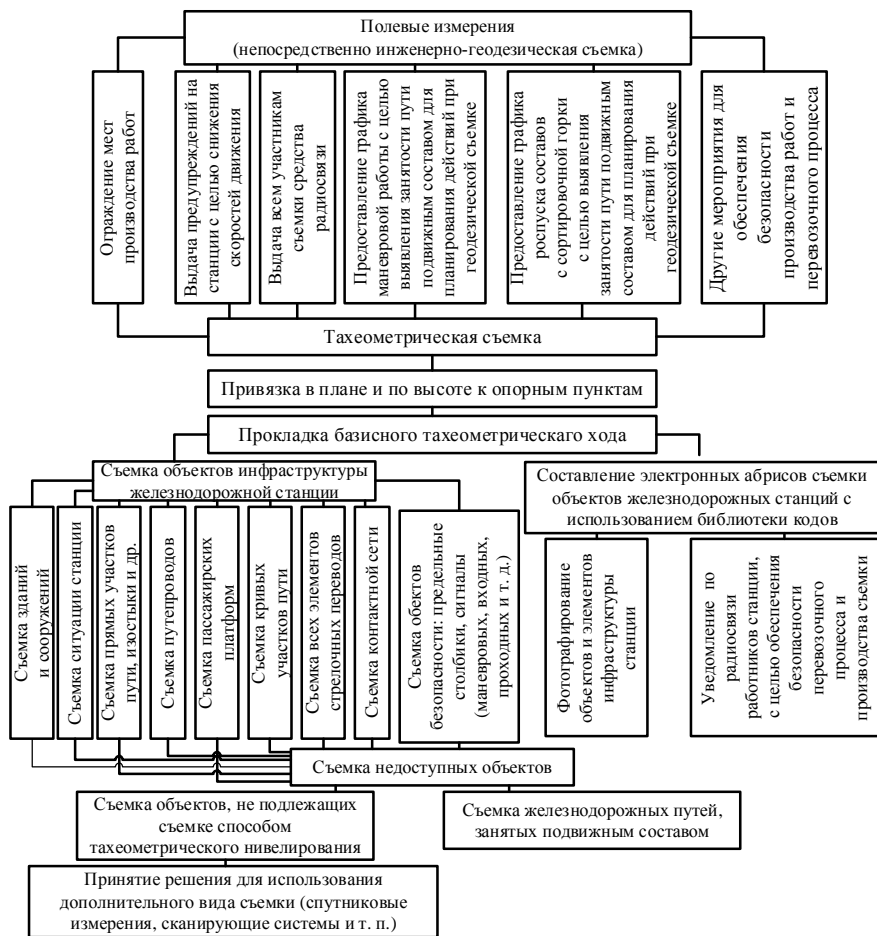 Полевые измерения
(непосредственно инженерно-геодезическая съемка)
Ограждение мест
производства работ
Выдача предупреждений на
станции с целью снижения
скоростей движения
Выдача всем участникам
съемки средства
радиосвязи
Предоставление графика
маневровой работы с целью
выявления занятости пути
подвижным составом для
планирования действий при
геодезической съемке
Предоставление графика
роспуска составов
с сортировочной горки
с целью выявления
занятости пути подвижным
составом для планирования
действий при
геодезической съемке
Другие мероприятия для
обеспечения
безопасности
производства работ и
перевозочного процесса
Тахеометрическая съемка
Привязка в плане и по высоте к опорным пунктам
Прокладка базисного тахеометрическаго хода
Съемка объектов инфраструктуры
железнодорожной станции
Составление электронных абрисов съемки
объектов железнодорожных станций с
использованием библиотеки кодов
Съемка зданий
и сооружений
Съемка ситуации станции
Съемка прямых участков
пути, изостыки и др.
Съемка путепроводов
Съемка пассажирских
платформ
Съемка кривых
участков пути
Съемка всех элементов
стрелочных переводов
Съемка контактной сети
Съемка обектов
безопасности: предельные
столбики, сигналы
(маневровых, входных,
проходных и т. д.)
Фотографирование
объектов и элементов
инфраструктуры
станции
Уведомление по
радиосвязи
работников станции,
с целью обеспечения
безопасности
перевозочного
процесса и
производства съемки
Съемка недоступных объектов
Съемка объектов, не подлежащих
съемке способом
тахеометрического нивелирования
Съемка железнодорожных путей,
занятых подвижным составом
Принятие решения для использования
дополнительного вида съемки (спутниковые
измерения, сканирующие системы и т. п.)